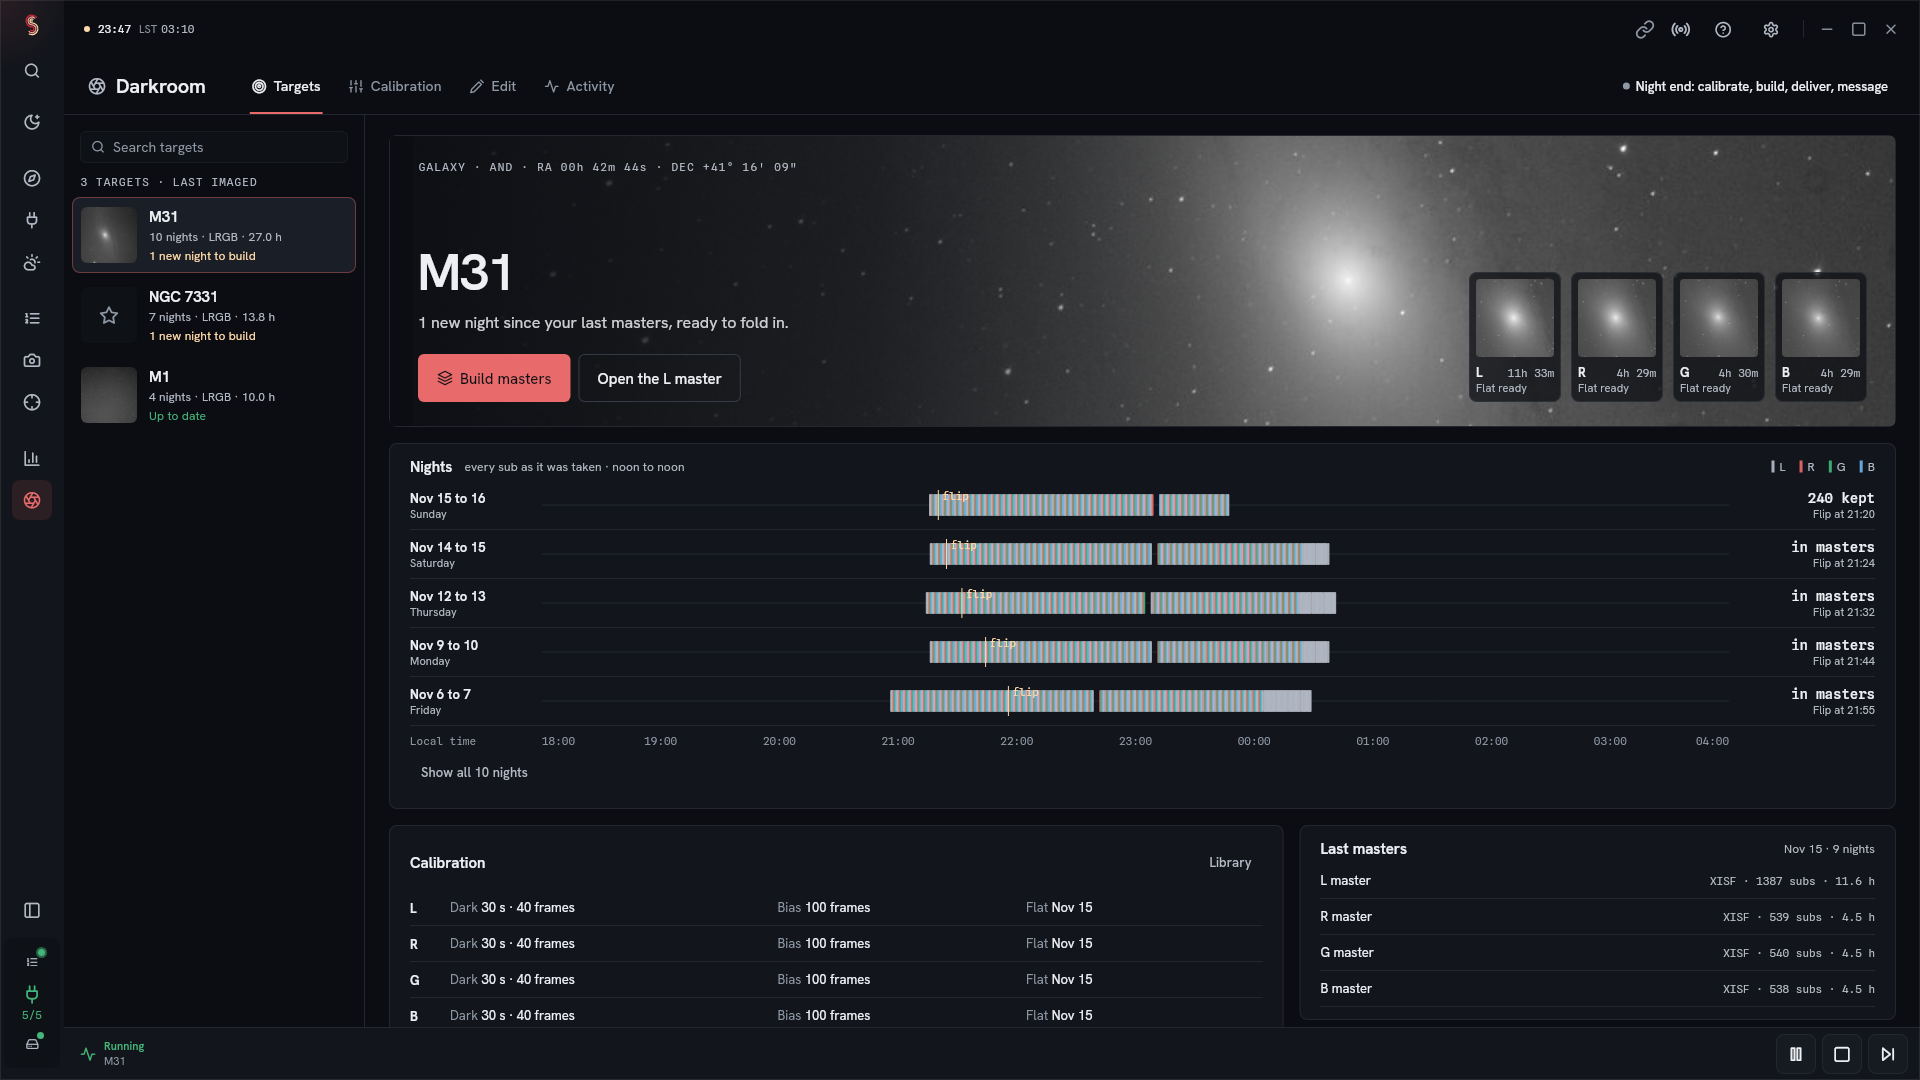 23:47 LST 03:10
Darkroom
Targets
Calibration
Edit
Activity
Night end: calibrate, build, deliver, message
Search targets
3 TARGETS · LAST IMAGED
M31
10 nights · LRGB · 27.0 h
1 new night to build
NGC 7331
7 nights · LRGB · 13.8 h
1 new night to build
M1
4 nights · LRGB · 10.0 h
Up to date
GALAXY · AND · RA 00h 42m 44s · DEC +41° 16' 09"
M31
1 new night since your last masters, ready to fold in.
Build masters
Open the L master
L 11h 33m
Flat ready
R 4h 29m
Flat ready
G 4h 30m
Flat ready
B 4h 29m
Flat ready
Nights every sub as it was taken · noon to noon
L R G B
Nov 15 to 16
Sunday
flip
240 kept
Flip at 21:20
Nov 14 to 15
Saturday
flip
in masters
Flip at 21:24
Nov 12 to 13
Thursday
flip
in masters
Flip at 21:32
Nov 9 to 10
Monday
flip
in masters
Flip at 21:44
Nov 6 to 7
Friday
flip
in masters
Flip at 21:55
Local time 18:00 19:00 20:00 21:00 22:00 23:00 00:00 01:00 02:00 03:00 04:00
Show all 10 nights
Calibration
Library
L Dark 30 s · 40 frames Bias 100 frames Flat Nov 15
R Dark 30 s · 40 frames Bias 100 frames Flat Nov 15
G Dark 30 s · 40 frames Bias 100 frames Flat Nov 15
B Dark 30 s · 40 frames Bias 100 frames Flat Nov 15
Last masters
Nov 15 · 9 nights
L master XISF · 1387 subs · 11.6 h
R master XISF · 539 subs · 4.5 h
G master XISF · 540 subs · 4.5 h
B master XISF · 538 subs · 4.5 h
5/5
Running
M31